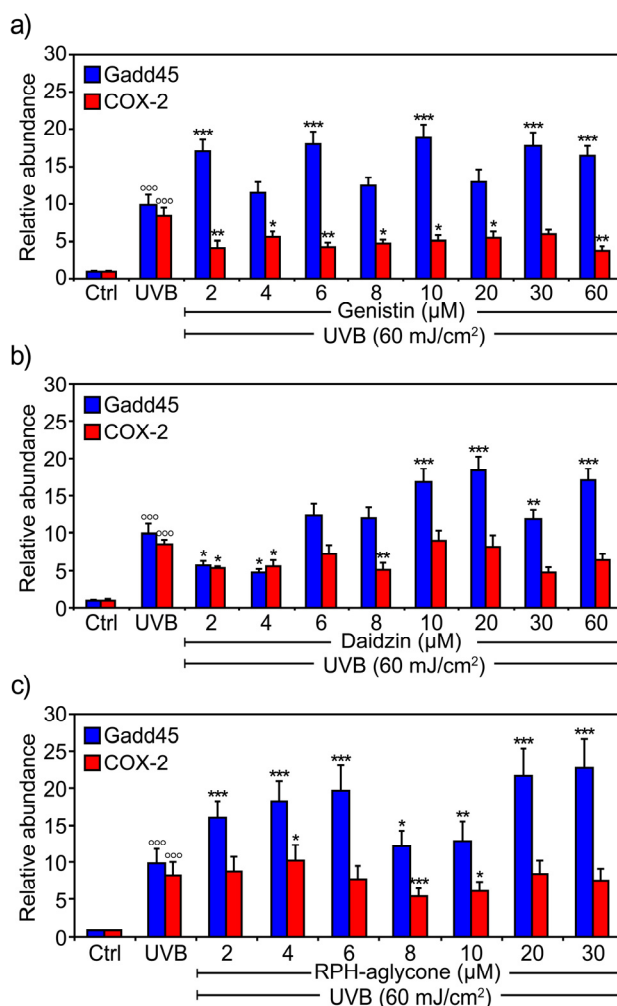 a)
30
25
20
15
10
5
0
Relative abundance
Gadd45
COX-2
°°° °°°
*** ** * *** ** * *** * * *** *** **
Ctrl UVB 2 4 6 8 10 20 30 60
Genistin (µM)
UVB (60 mJ/cm²)
b)
30
25
20
15
10
5
0
Relative abundance
Gadd45
COX-2
°°° °°°
* * * * ** *** *** ** ***
Ctrl UVB 2 4 6 8 10 20 30 60
Daidzin (µM)
UVB (60 mJ/cm²)
c)
30
25
20
15
10
5
0
Relative abundance
Gadd45
COX-2
°°° °°°
*** *** * *** * *** ** * *** ***
Ctrl UVB 2 4 6 8 10 20 30
RPH-aglycone (µM)
UVB (60 mJ/cm²)